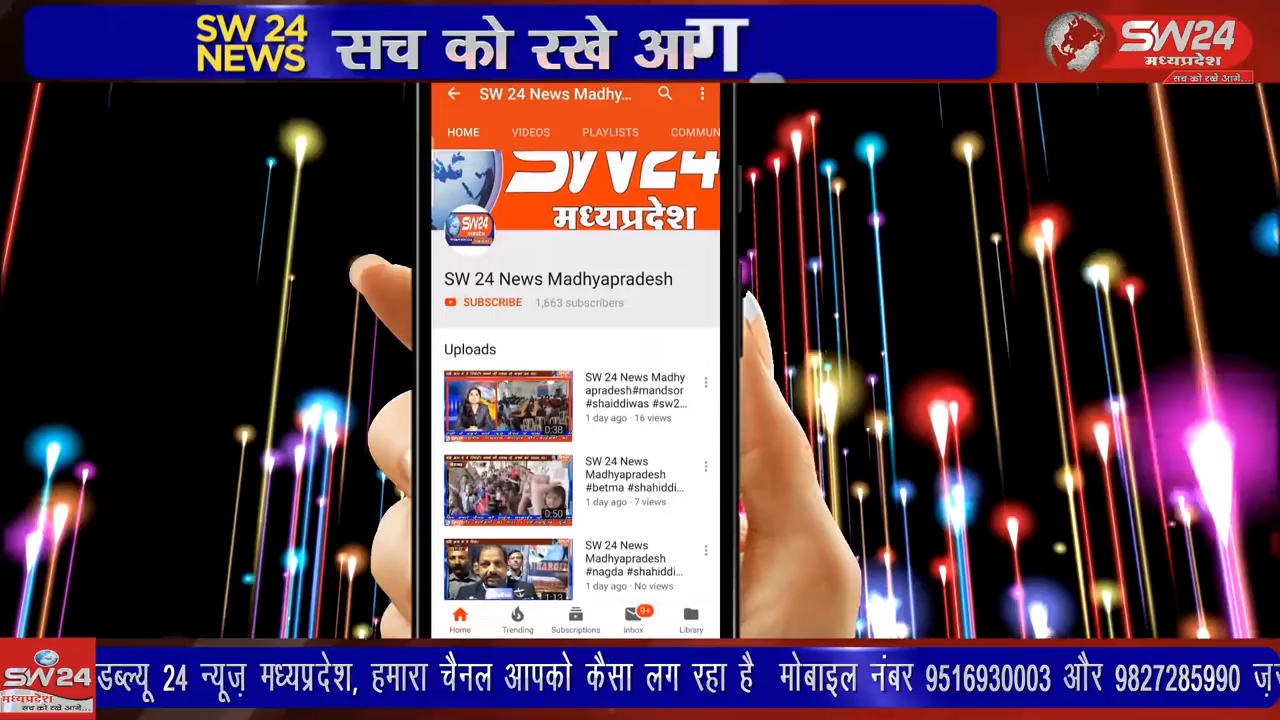 SW 24
NEWS
सच को रखे आग
SW24
मध्यप्रदेश
सच को रखे आगे...
SW 24 News Madhy...
HOME VIDEOS PLAYLISTS COMMUN
SW24
मध्यप्रदेश
SW24
SW 24 News Madhyapradesh
SUBSCRIBE 1,663 subscribers
Uploads
SW 24 News Madhy
apradesh#mandsor
#shaiddiwas #sw2...
1 day ago · 16 views
0:38
SW 24 News
Madhyapradesh
#betma #shahiddi...
1 day ago · 7 views
0:50
SW 24 News
Madhyapradesh
#nagda #shahiddi...
1 day ago · No views
1:13
9+
Home Trending Subscriptions Inbox Library
SW24
मध्यप्रदेश
सच को रखे आगे...
डब्ल्यू 24 न्यूज़ मध्यप्रदेश, हमारा चैनल आपको कैसा लग रहा है मोबाइल नंबर 9516930003 और 9827285990 ज़र